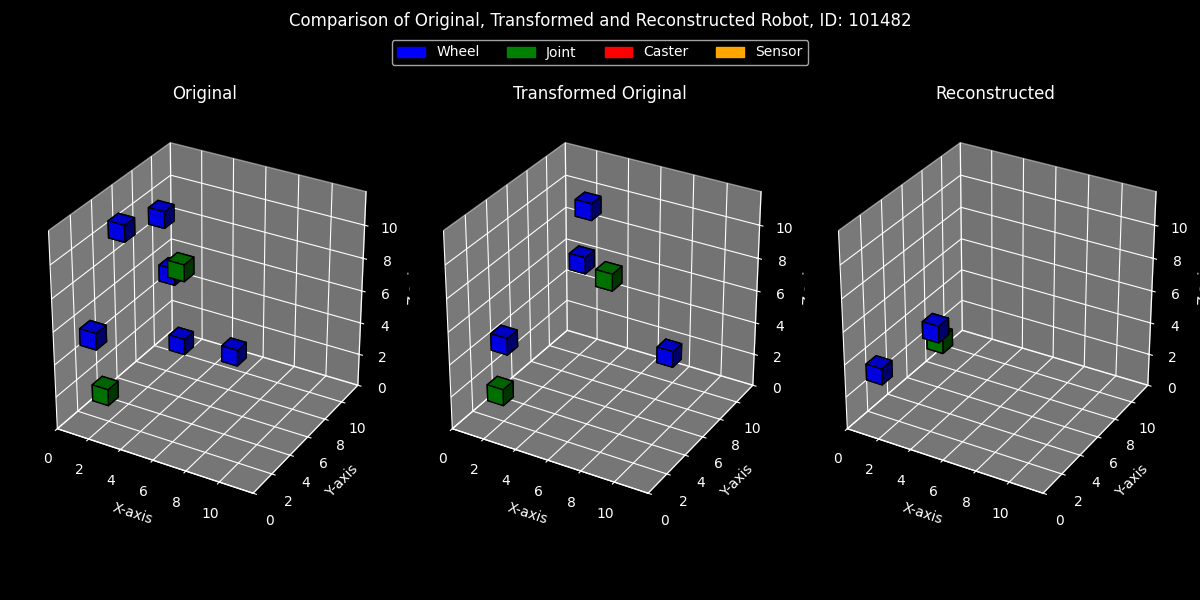 Comparison of Original, Transformed and Reconstructed Robot, ID: 101482
Wheel Joint Caster Sensor
Original Transformed Original Reconstructed
10 10 10
8 8 8
6 6 6
4 4 4
2 2 2
0 0 0
0 2 4 6 8 10 0 2 4 6 8 10 0 2 4 6 8 10
X-axis X-axis X-axis
0 2 4 6 8 10 0 2 4 6 8 10 0 2 4 6 8 10
Y-axis Y-axis Y-axis